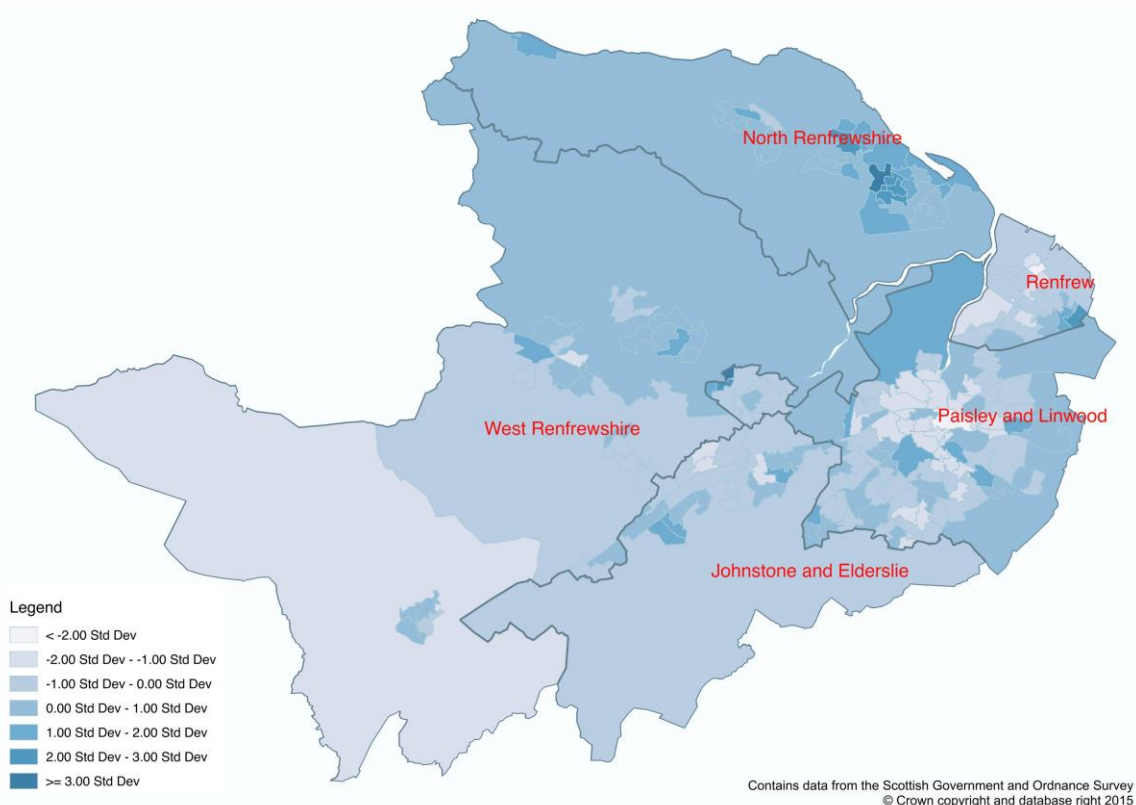 North Renfrewshire
Renfrew
Paisley and Linwood
West Renfrewshire
Johnstone and Elderslie
Legend
< -2.00 Std Dev
-2.00 Std Dev - -1.00 Std Dev
-1.00 Std Dev - 0.00 Std Dev
0.00 Std Dev - 1.00 Std Dev
1.00 Std Dev - 2.00 Std Dev
2.00 Std Dev - 3.00 Std Dev
>= 3.00 Std Dev
Contains data from the Scottish Government and Ordnance Survey
© Crown copyright and database right 2015